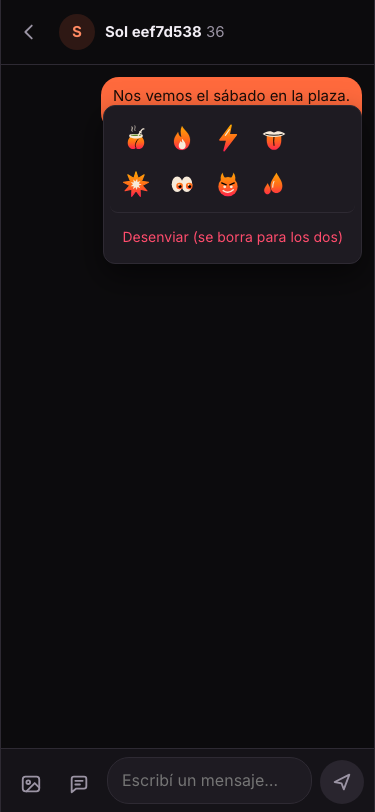 S
Sol eef7d538 36
Nos vemos el sábado en la plaza.
Desenviar (se borra para los dos)
Escribí un mensaje...